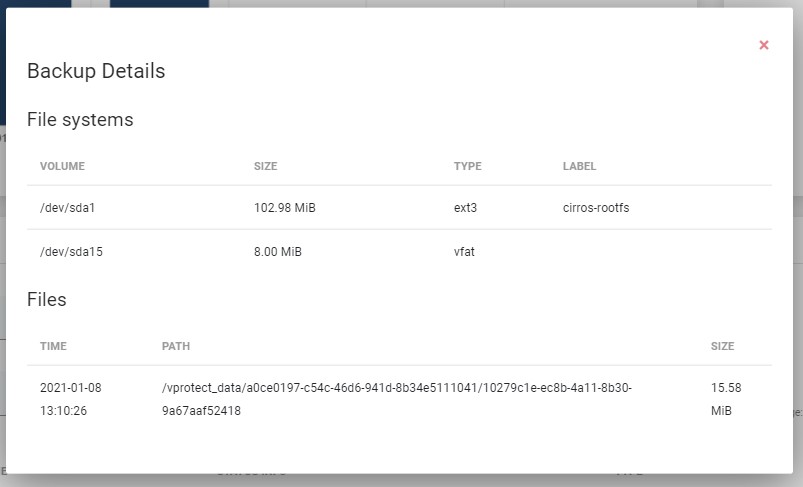 ×
Backup Details
File systems
VOLUME SIZE TYPE LABEL
/dev/sda1 102.98 MiB ext3 cirros-rootfs
/dev/sda15 8.00 MiB vfat
Files
TIME PATH SIZE
2021-01-08 /vprotect_data/a0ce0197-c54c-46d6-941d-8b34e5111041/10279c1e-ec8b-4a11-8b30- 15.58
13:10:26 9a67aaf52418 MiB